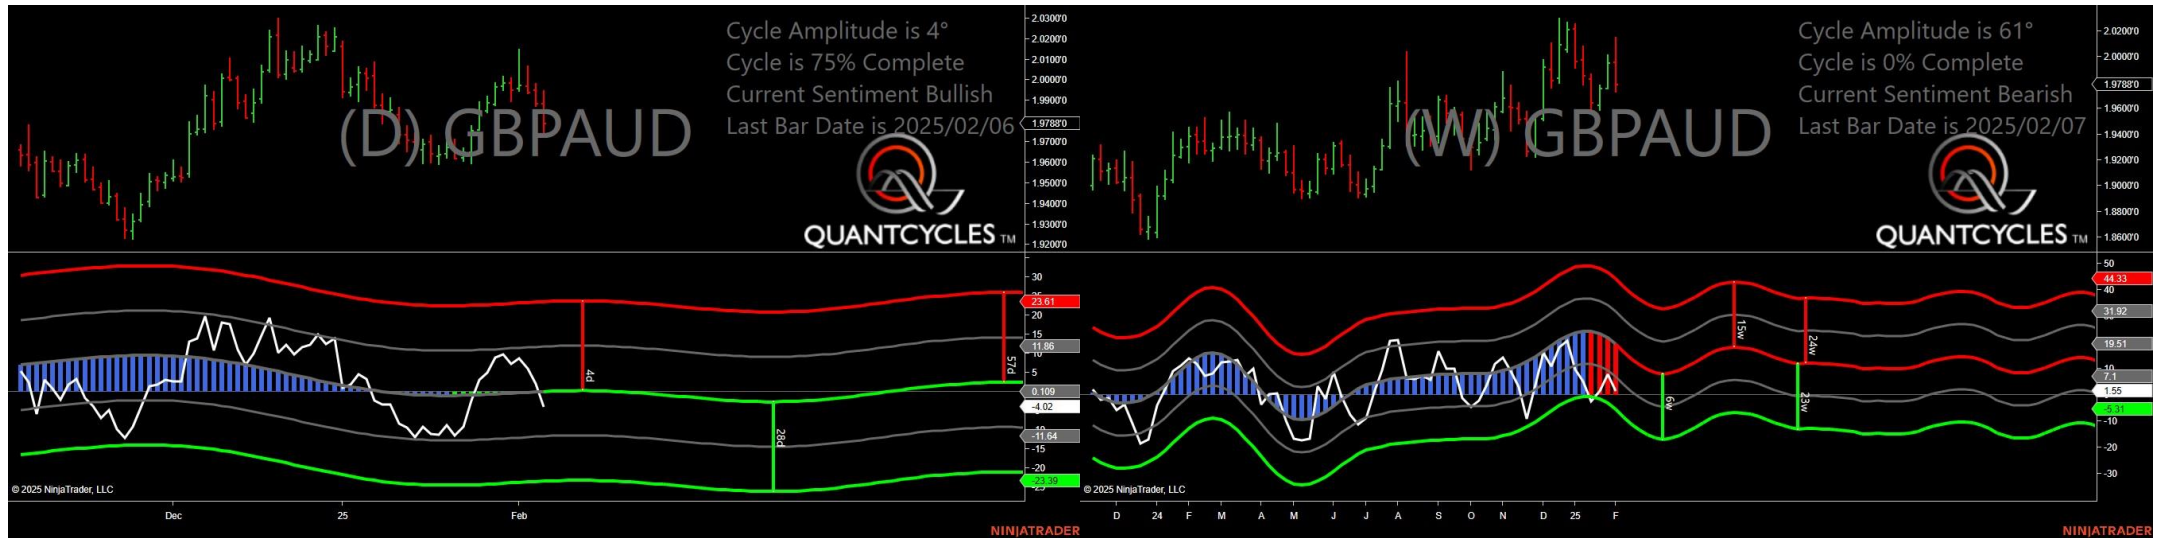 Cycle Amplitude is 4°
Cycle is 75% Complete
Current Sentiment Bullish
Last Bar Date is 2025/02/06
(D) GBPAUD
QUANTCYCLES TM
2.0300'0
2.0200'0
2.0100'0
2.0000'0
1.9900'0
1.9788'0
1.9700'0
1.9600'0
1.9500'0
1.9400'0
1.9300'0
1.9200'0
30
23.61
20
15
11.86
10
5
0.109
-4.02
-11.64
-15
-20
-23.39
4d
28d
57d
© 2025 NinjaTrader, LLC
Dec
25
Feb
NINJATRADER
Cycle Amplitude is 61°
Cycle is 0% Complete
Current Sentiment Bearish
Last Bar Date is 2025/02/07
(W) GBPAUD
QUANTCYCLES TM
2.0200'0
2.0000'0
1.9788'0
1.9600'0
1.9400'0
1.9200'0
1.9000'0
1.8800'0
1.8600'0
50
44.33
40
31.92
19.51
10
7.1
1.55
-5.31
-10
-20
-30
15w
24w
6w
23w
© 2025 NinjaTrader, LLC
D 24 F M A M J J A S O N D 25 F
NINJATRADER